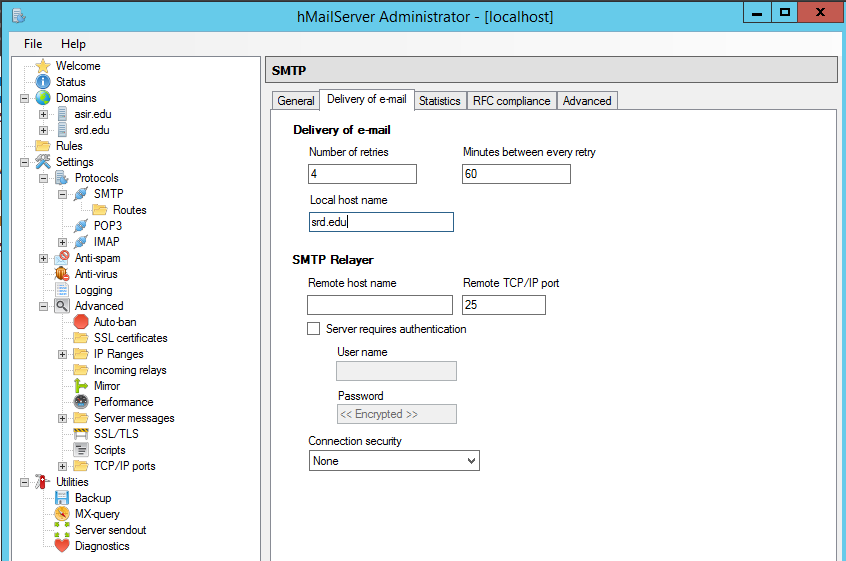 hMailServer Administrator - [localhost]
File Help
Welcome
Status
Domains
asir.edu
srd.edu
Rules
Settings
Protocols
SMTP
Routes
POP3
IMAP
Anti-spam
Anti-virus
Logging
Advanced
Auto-ban
SSL certificates
IP Ranges
Incoming relays
Mirror
Performance
Server messages
SSL/TLS
Scripts
TCP/IP ports
Utilities
Backup
MX-query
Server sendout
Diagnostics
SMTP
General Delivery of e-mail Statistics RFC compliance Advanced
Delivery of e-mail
Number of retries Minutes between every retry
4 60
Local host name
srd.edu
SMTP Relayer
Remote host name Remote TCP/IP port
25
Server requires authentication
User name
Password
<< Encrypted >>
Connection security
None